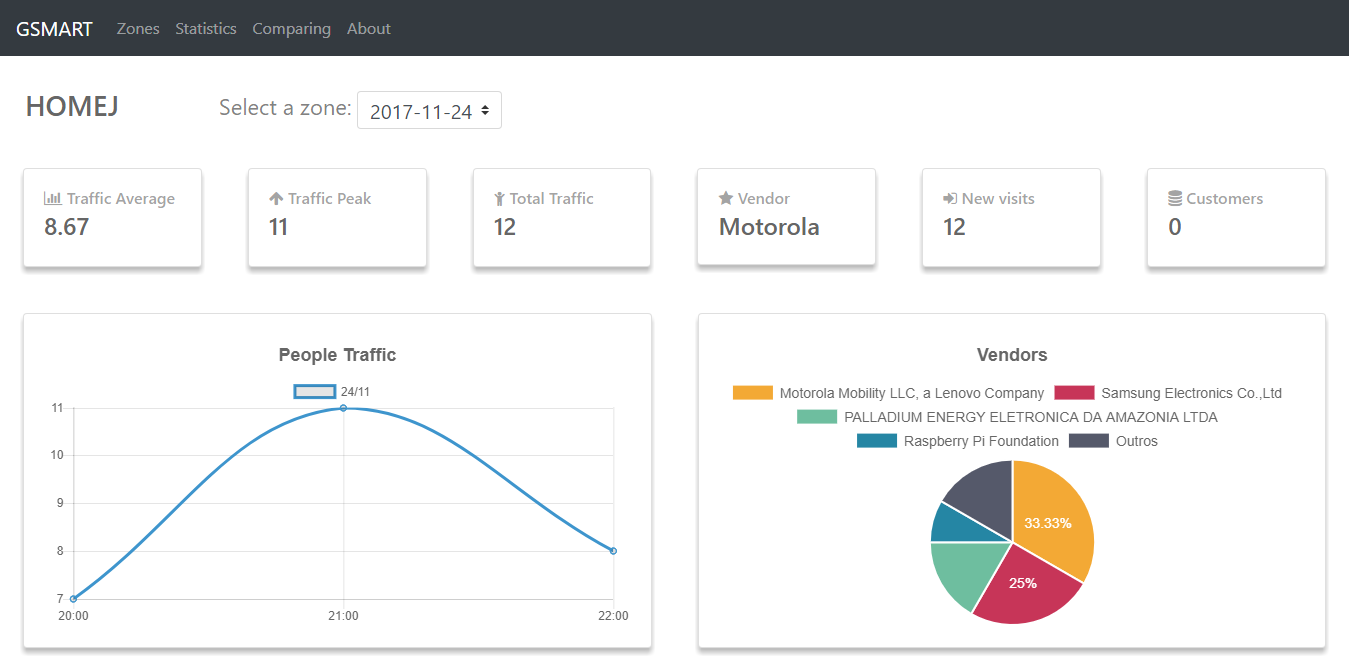 GSMART Zones Statistics Comparing About
HOMEJ Select a zone: 2017-11-24
Traffic Average Traffic Peak Total Traffic Vendor New visits Customers
8.67 11 12 Motorola 12 0
People Traffic
24/11
11
10
9
8
7
20:00 21:00 22:00
Vendors
Motorola Mobility LLC, a Lenovo Company Samsung Electronics Co.,Ltd
PALLADIUM ENERGY ELETRONICA DA AMAZONIA LTDA
Raspberry Pi Foundation Outros
33.33%
25%